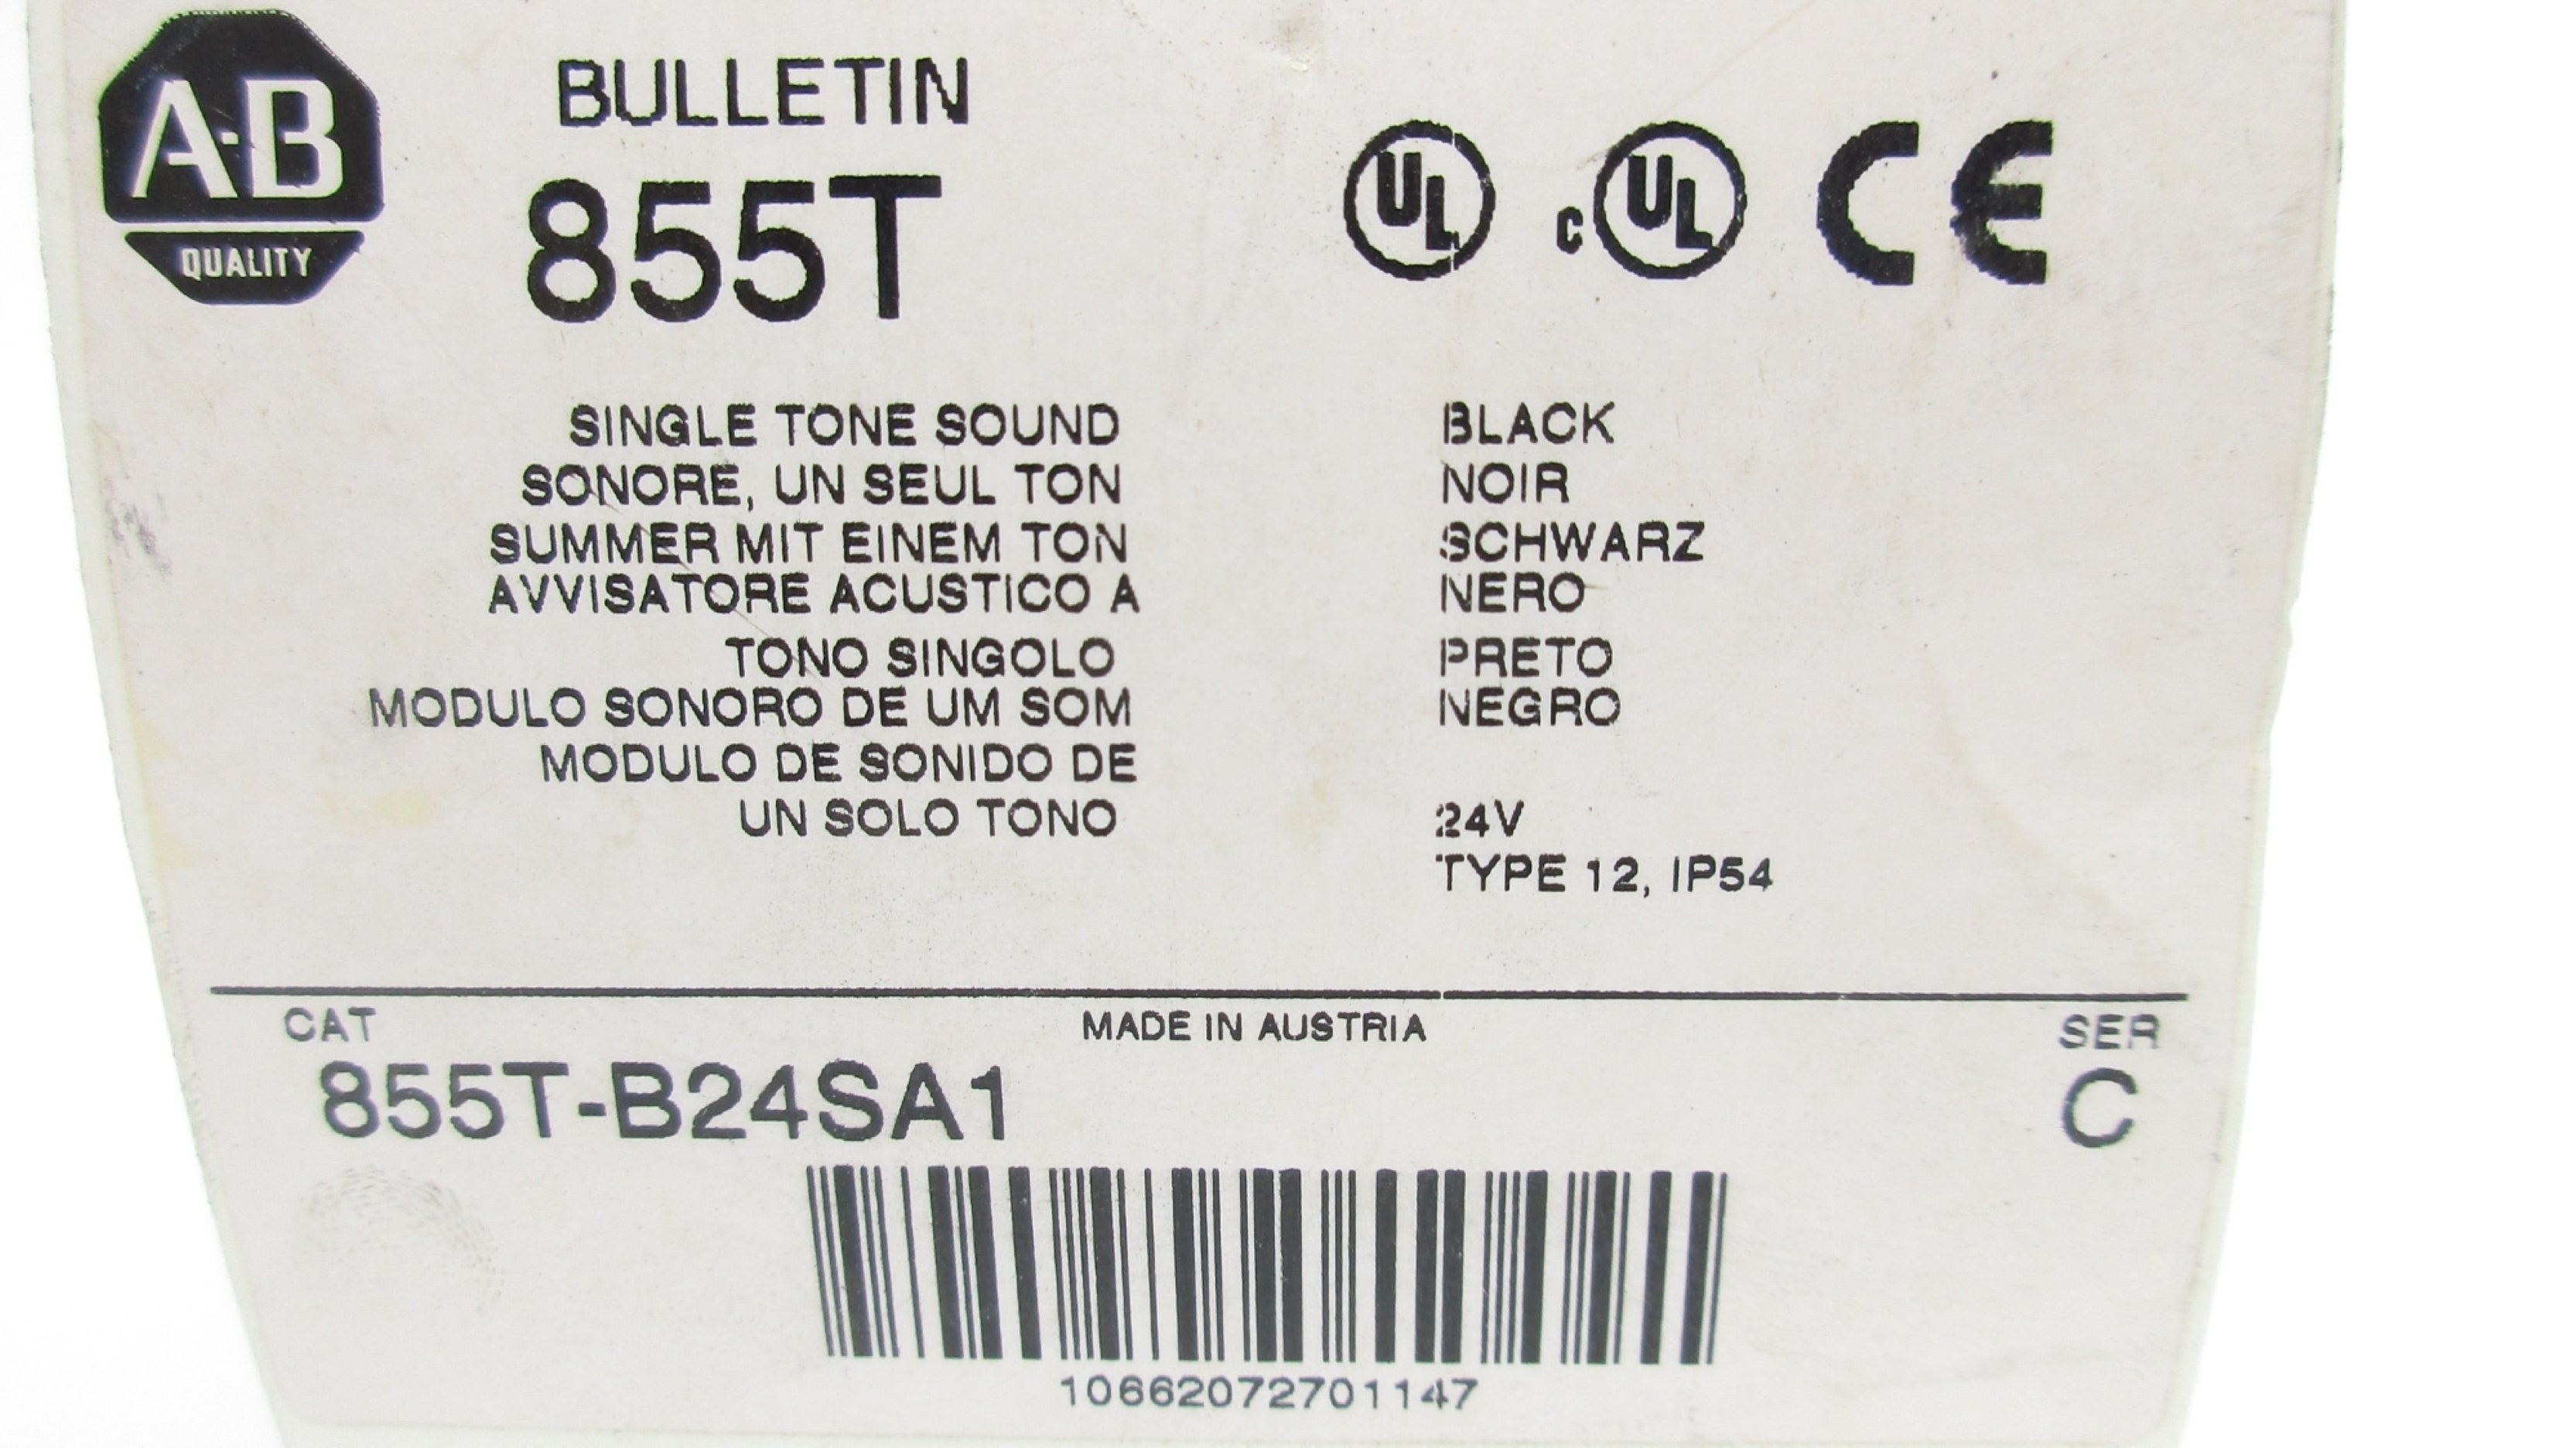 A-B
QUALITY
BULLETIN
855T
UL
c UL CE
SINGLE TONE SOUND
SONORE, UN SEUL TON
SUMMER MIT EINEM TON
AVVISATORE ACUSTICO A
TONO SINGOLO
MODULO SONORO DE UM SOM
MODULO DE SONIDO DE
UN SOLO TONO
BLACK
NOIR
SCHWARZ
NERO
PRETO
NEGRO
24V
TYPE 12, IP54
CAT
855T-B24SA1
MADE IN AUSTRIA
SER
C
10662072701147